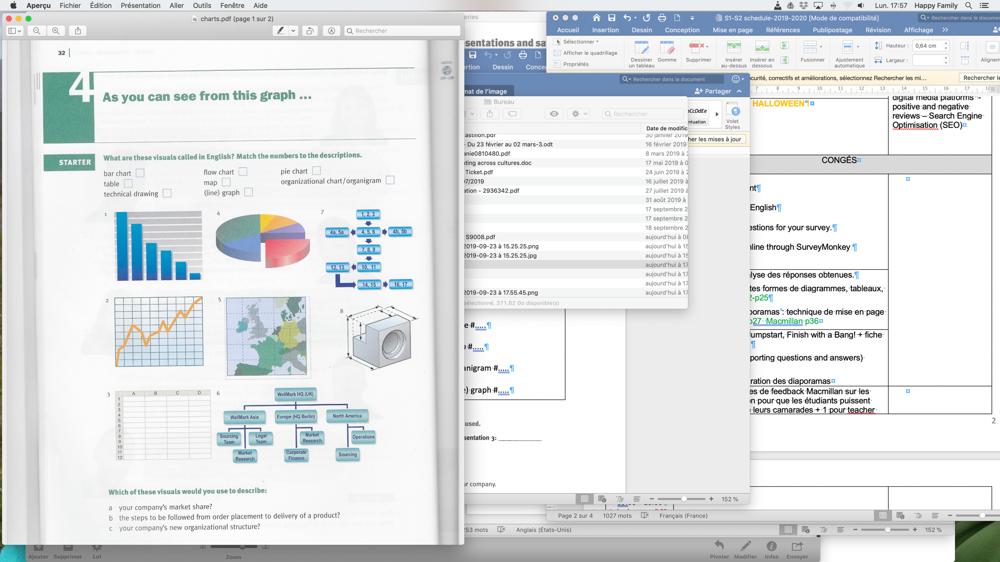 Aperçu Fichier Édition Présentation Aller Outils Fenêtre Aide
Lun. 17:57 Happy Family
charts.pdf (page 1 sur 2)
Rechercher
32
4
As you can see from this graph ...
STARTER
What are these visuals called in English? Match the numbers to the descriptions.
bar chart
flow chart
pie chart
table
map
organizational chart/organigram
technical drawing
(line) graph
1
4
7
1, 2, 3
4a, 5a
4, 5, 6
4b, 5b
7, 8, 9
12, 13
10, 11
14, 15
16, 17
2
5
8
3
A B C D
1
2
3
4
5
6
7
8
9
10
11
12
6
WellMark HQ (UK)
WellMark Asia
Europe (HQ Berlin)
North America
Sourcing Team
Legal Team
Market Research
Operations
Market Research
Corporate Finance
Sourcing
Which of these visuals would you use to describe:
a your company's market share?
b the steps to be followed from order placement to delivery of a product?
c your company's new organizational structure?
Ajouter Supprimer Lot
Zoom
Pivoter Modifier Infos Envoyer
eries
sentations and sa
ertion Dessin Conce
Rechercher dans le document
mat de l'image
Partager
Bureau
Rechercher
Date de modific
astillon.pdf 30 janvier 2019
- Du 23 février au 02 mars-3.odt 16 février 2019
anie0810480.pdf 8 mars 2019 à 2
ating across cultures.doc 17 mai 2019 à 0
Ticket.pdf 24 juin 2019 à 2
07/2019 16 juillet 2019 à
ation - 2936342.pdf 27 juillet 2019 à
31 août 2019 à
17 septembre 2
17 septembre 2
18 septembre 2
S9008.pdf aujourd'hui à 08
2019-09-23 à 15.25.25.png aujourd'hui à 15
2019-09-23 à 15.25.25.jpg aujourd'hui à 15
aujourd'hui à 17
aujourd'hui à 17
aujourd'hui à 17
2019-09-23 à 17.55.45.png aujourd'hui à 17
sélectionné, 371,62 Go disponible(s)
bCcDdEe
ntuation
Volet Styles
her les mises à jour
e #.....¶
o #.....¶
anigram #.....¶
e) graph #.....¶
used.
sentation 3: ____________
ur company.
152 %
S1-S2 schedule-2019-2020 [Mode de compatibilité]
Rechercher dans le documen
Accueil Insertion Dessin Conception Mise en page Références Publipostage Révision Affichage
Sélectionner
Afficher le quadrillage
Propriétés
Dessiner un tableau
Gomme
Supprimer
Insérer au-dessus
Insérer en dessous
Fusionner
Ajustement automatique
Hauteur : 0,64 cm
Largeur :
Alignem
écurité, correctifs et améliorations, sélectionnez Rechercher les mi...
Rechercher le
7 8 9 10 11 12 13 14 15 16 17 18
HALLOWEEN°!¤
digital media platforms -
positive and negative
reviews – Search Engine
Optimisation (SEO)¤
CONGÉS¤
nt¶
English¶
estions for your survey.¶
nline through SurveyMonkey.¶
alyse des réponses obtenues.¶
tes formes de diagrammes, tableaux,
2-p25¶
poramas°: technique de mise en page
p27 Macmillan p36¤
Jumpstart, Finish with a Bang! + fiche
.¶
porting questions and answers)
ration des diaporamas¤
es de feedback Macmillan sur les
on pour que les étudiants puissent
e leurs camarades + 1 pour teacher
2
Page 2 sur 4 1027 mots Français (France)
253 mots Anglais (États-Unis)
152 %